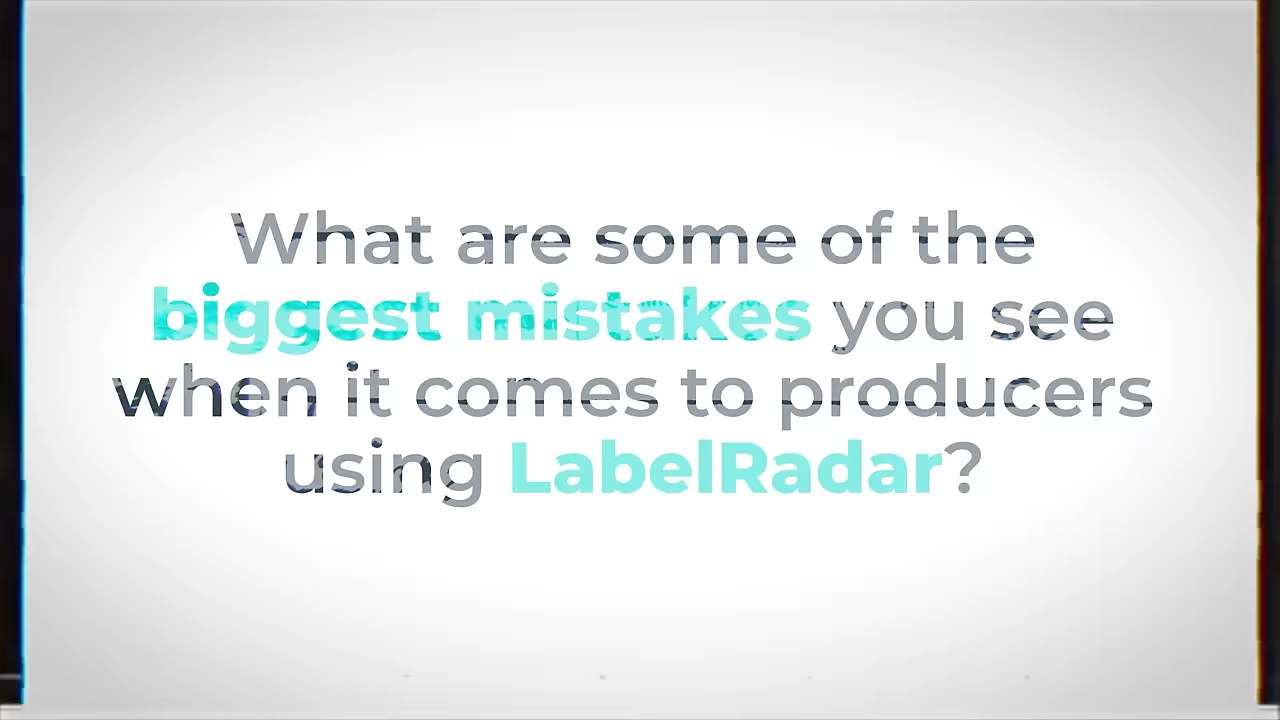 What are some of the
biggest mistakes you see
when it comes to producers
using LabelRadar?